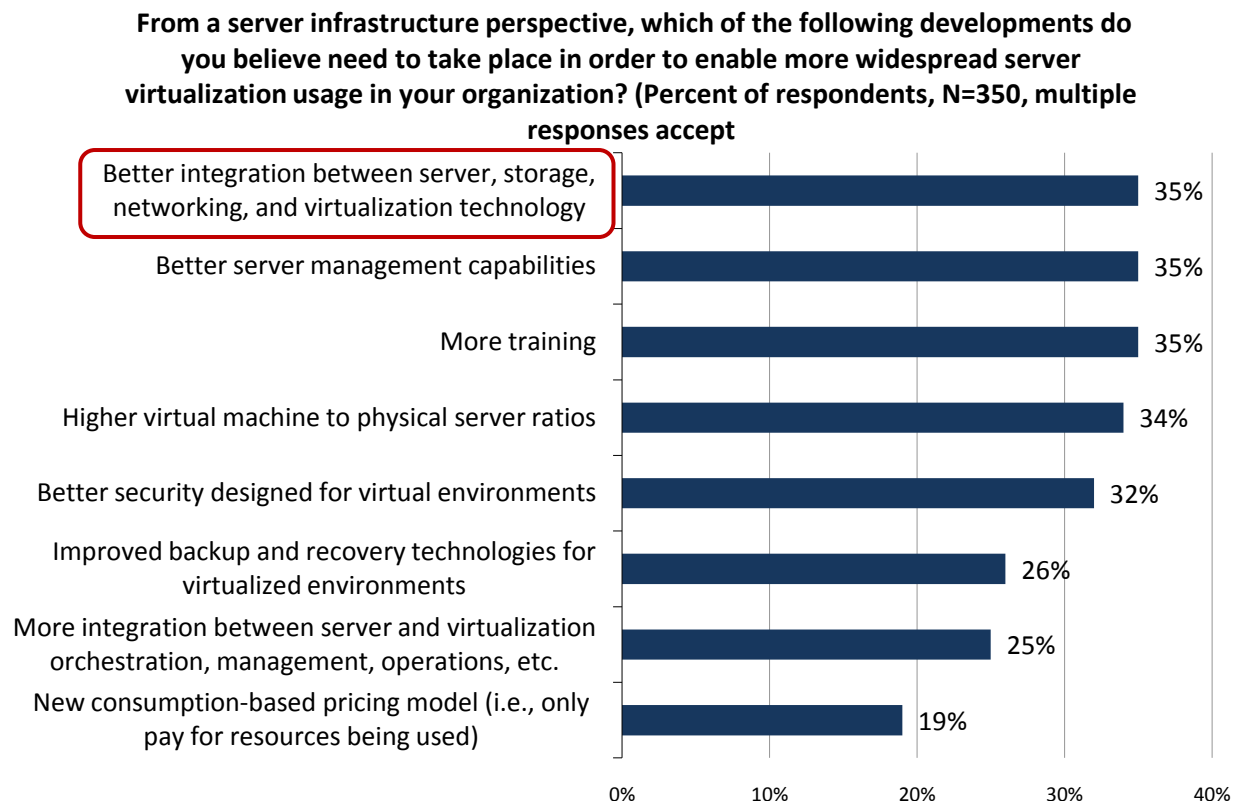 From a server infrastructure perspective, which of the following developments do
you believe need to take place in order to enable more widespread server
virtualization usage in your organization? (Percent of respondents, N=350, multiple
responses accept
Better integration between server, storage,
networking, and virtualization technology
35%
Better server management capabilities
35%
More training
35%
Higher virtual machine to physical server ratios
34%
Better security designed for virtual environments
32%
Improved backup and recovery technologies for
virtualized environments
26%
More integration between server and virtualization
orchestration, management, operations, etc.
25%
New consumption-based pricing model (i.e., only
pay for resources being used)
19%
0%
10%
20%
30%
40%